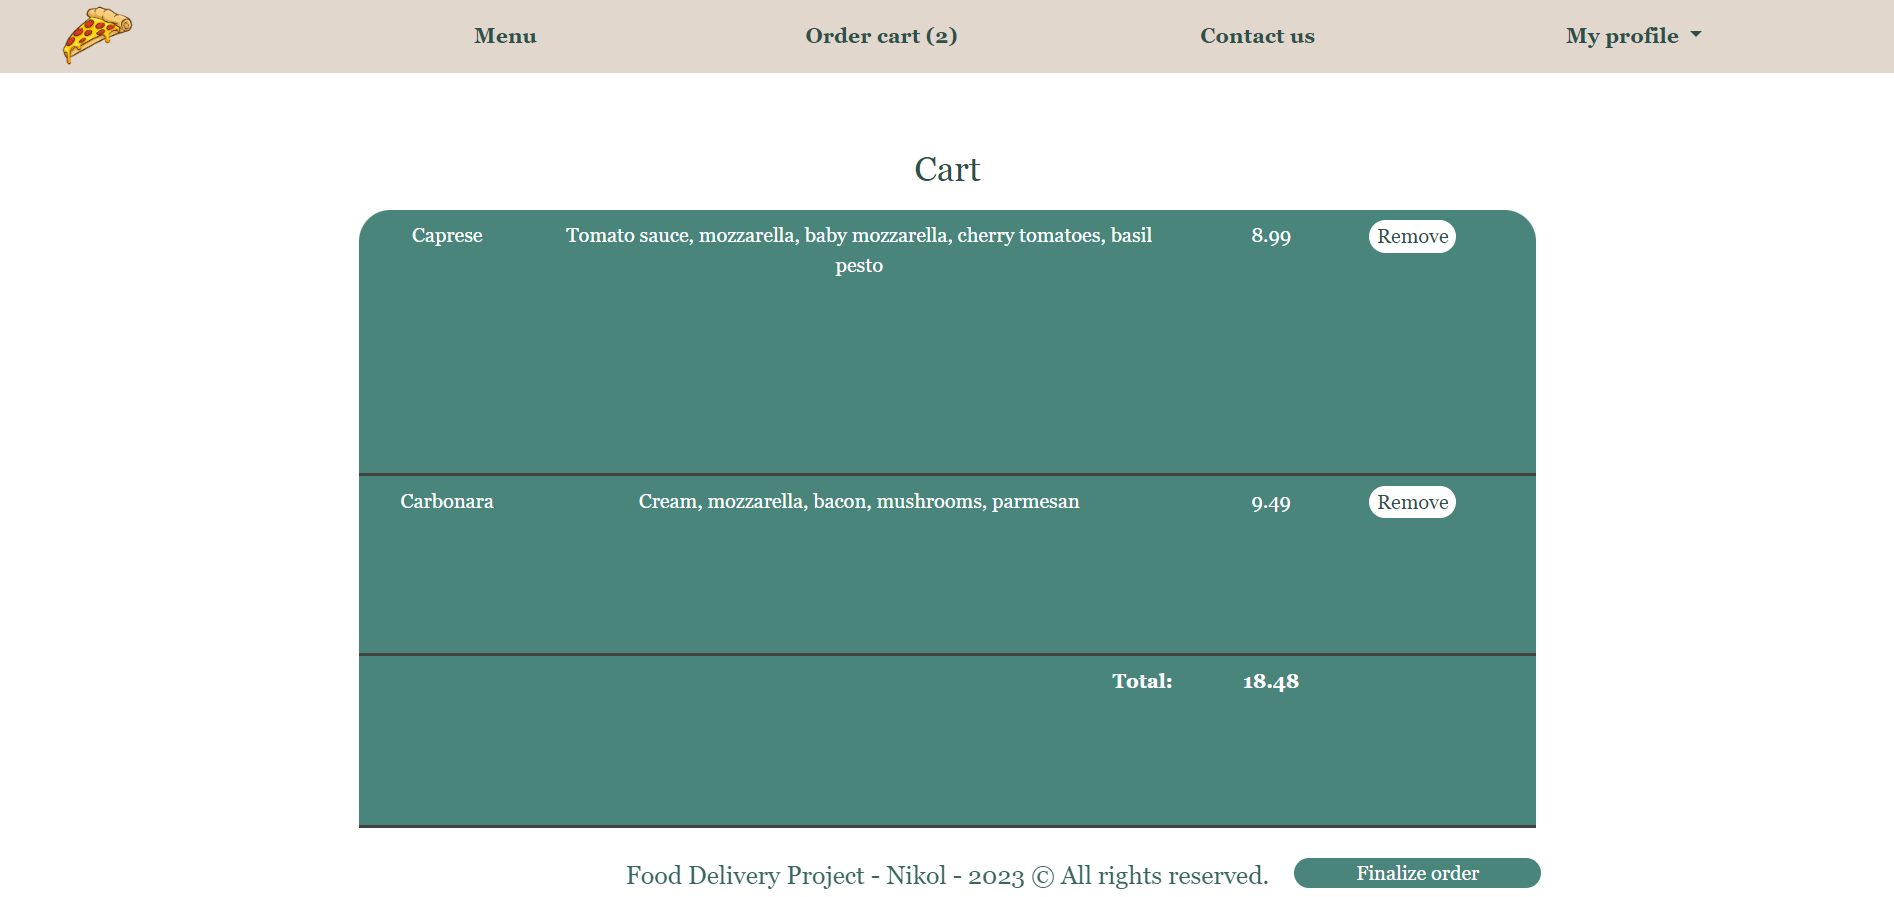 Menu
Order cart (2)
Contact us
My profile
Cart
Caprese
Tomato sauce, mozzarella, baby mozzarella, cherry tomatoes, basil
pesto
8.99
Remove
Carbonara
Cream, mozzarella, bacon, mushrooms, parmesan
9.49
Remove
Total:
18.48
Food Delivery Project - Nikol - 2023 © All rights reserved.
Finalize order